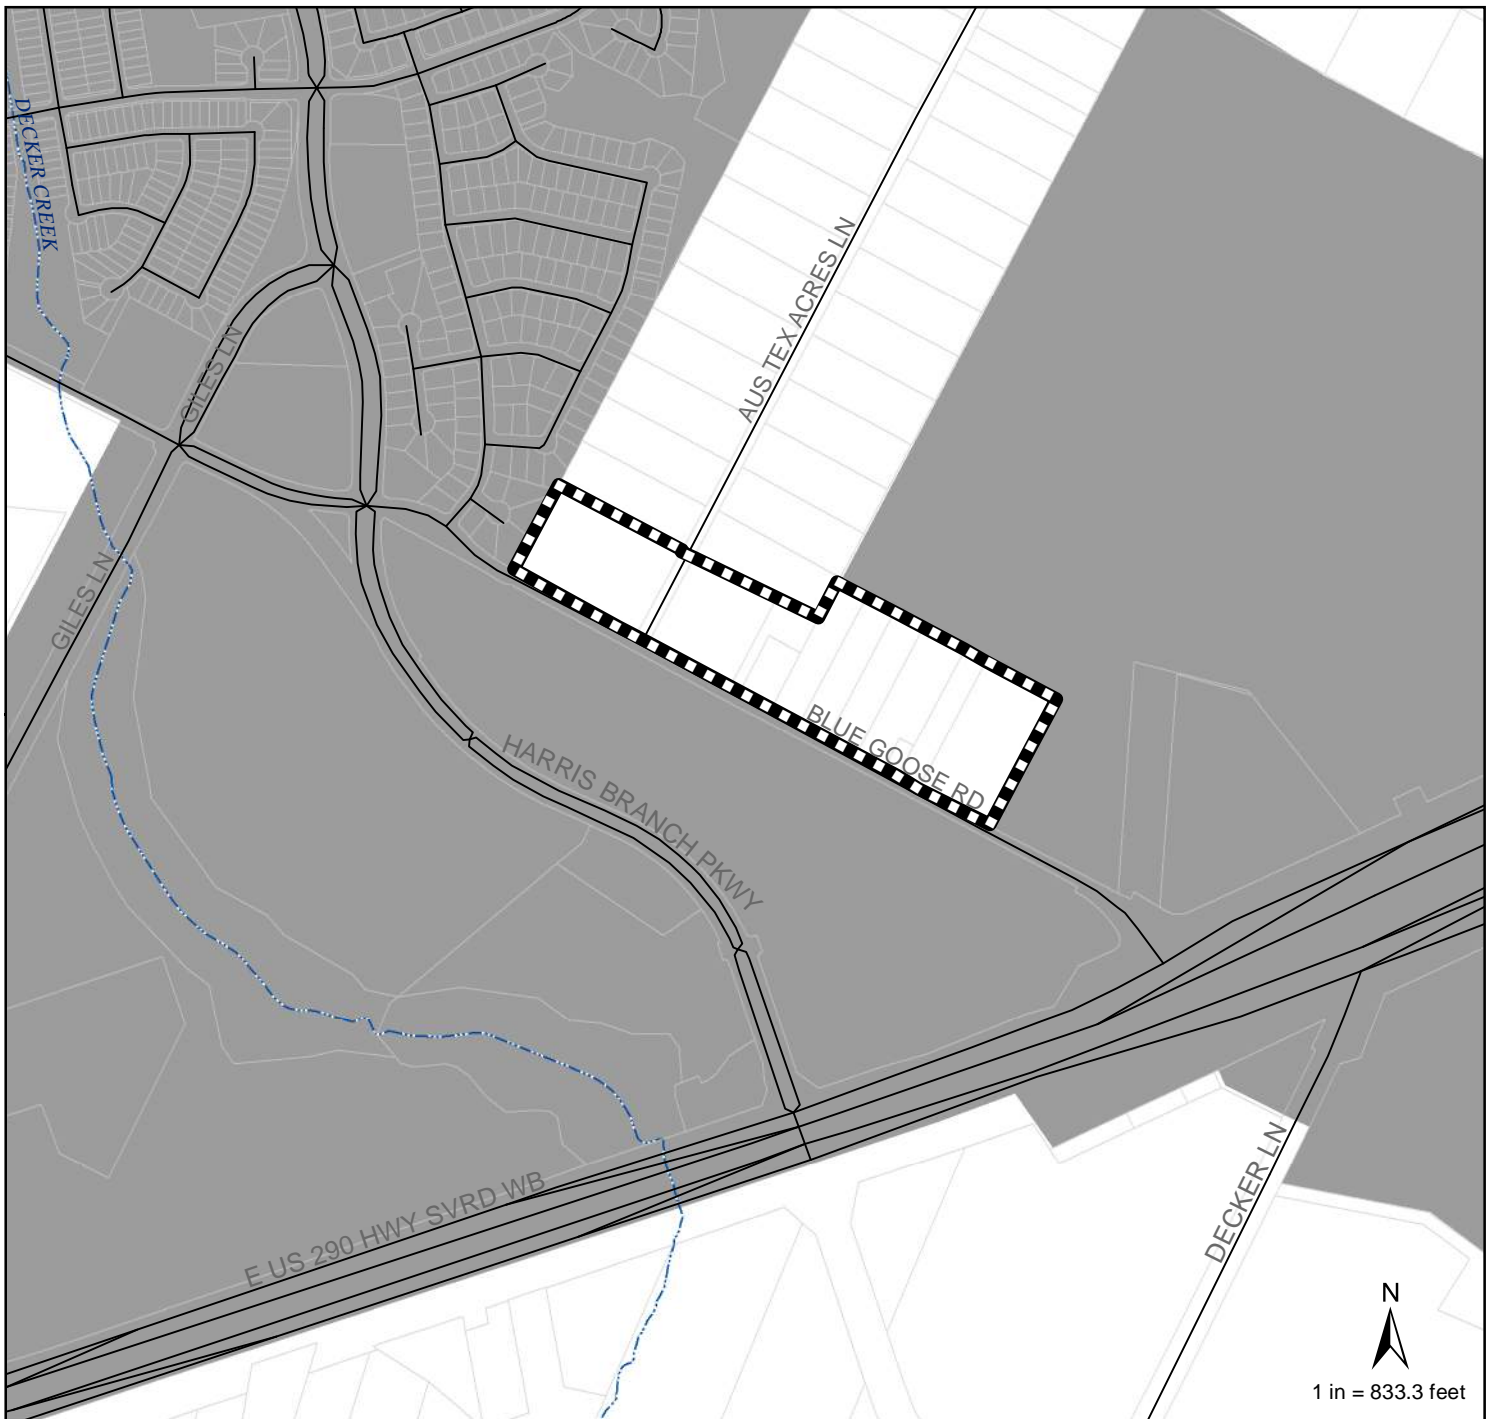 DECKER CREEK
AUS TEX ACRES LN
GILES LN
GILES LN
BLUE GOOSE RD
HARRIS BRANCH PKWY
E US 290 HWY SVRD WB
DECKER LN
N
1 in = 833.3 feet